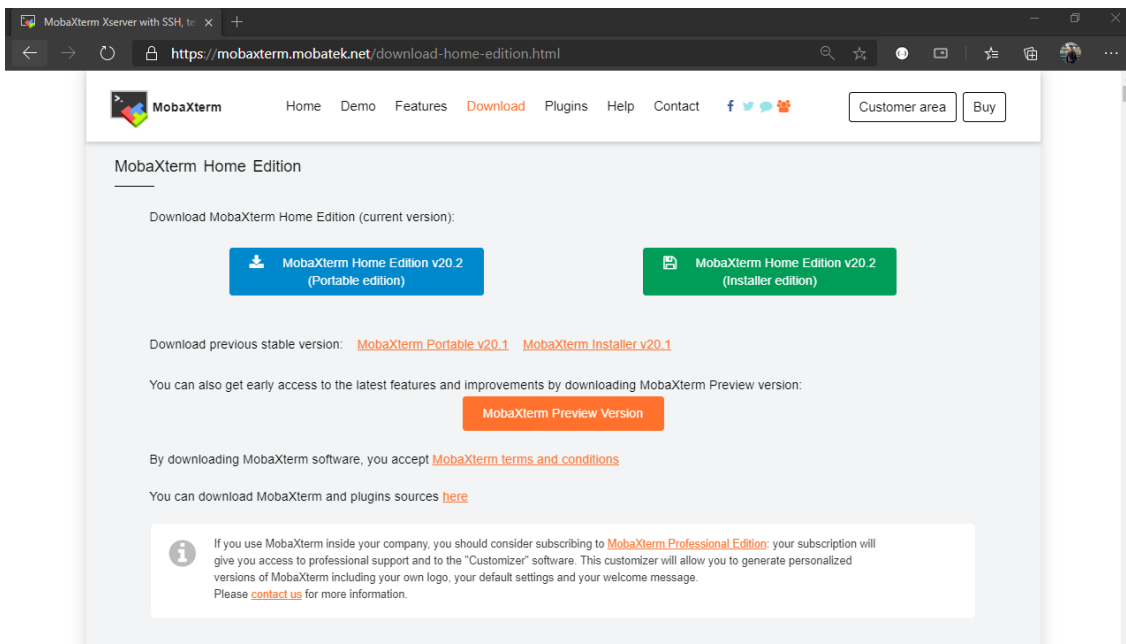 MobaXterm Xserver with SSH, te
https://mobaxterm.mobatek.net/download-home-edition.html
MobaXterm Home Demo Features Download Plugins Help Contact Customer area Buy
MobaXterm Home Edition
Download MobaXterm Home Edition (current version):
MobaXterm Home Edition v20.2
(Portable edition)
MobaXterm Home Edition v20.2
(Installer edition)
Download previous stable version: MobaXterm Portable v20.1 MobaXterm Installer v20.1
You can also get early access to the latest features and improvements by downloading MobaXterm Preview version:
MobaXterm Preview Version
By downloading MobaXterm software, you accept MobaXterm terms and conditions
You can download MobaXterm and plugins sources here
If you use MobaXterm inside your company, you should consider subscribing to MobaXterm Professional Edition: your subscription will
give you access to professional support and to the "Customizer" software. This customizer will allow you to generate personalized
versions of MobaXterm including your own logo, your default settings and your welcome message.
Please contact us for more information.